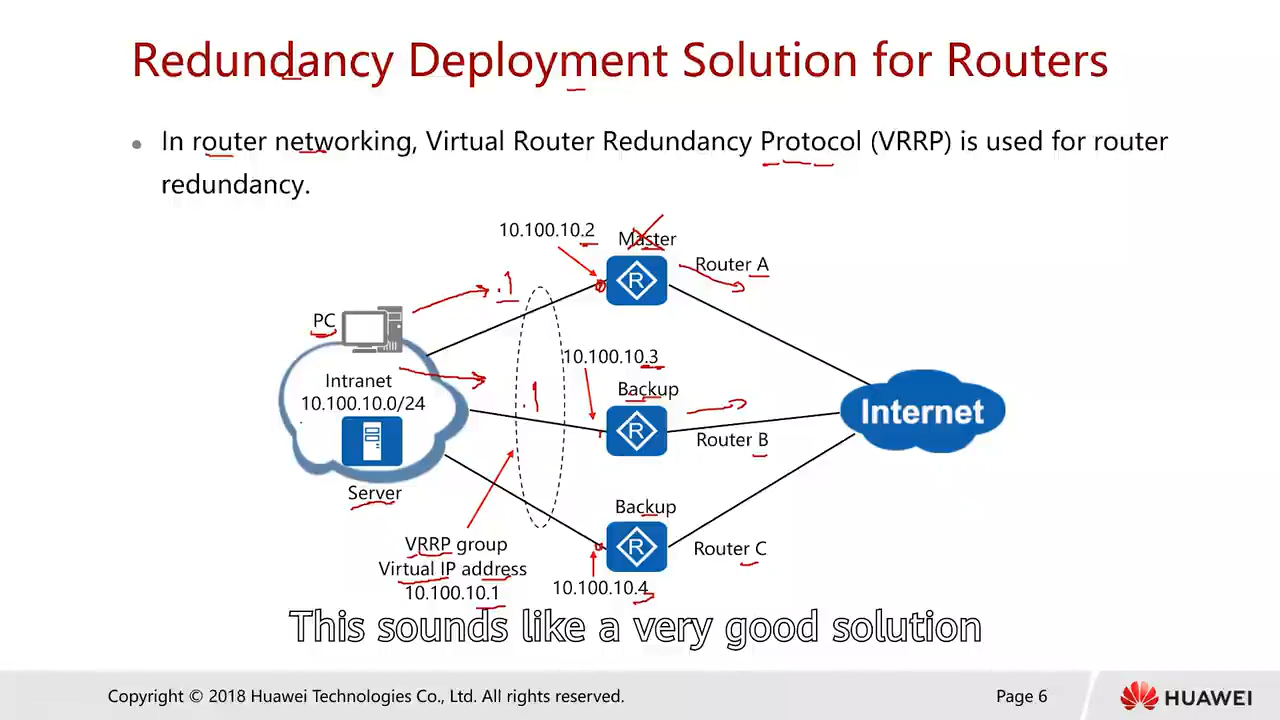 Redundancy Deployment Solution for Routers
• In router networking, Virtual Router Redundancy Protocol (VRRP) is used for router
redundancy.
10.100.10.2
Master
R
Router A
.1
PC
10.100.10.3
Intranet
10.100.10.0/24
.1
Backup
R
Router B
Internet
Server
Backup
R
Router C
VRRP group
Virtual IP address
10.100.10.1
10.100.10.4
This sounds like a very good solution
Copyright © 2018 Huawei Technologies Co., Ltd. All rights reserved.
Page 6
HUAWEI